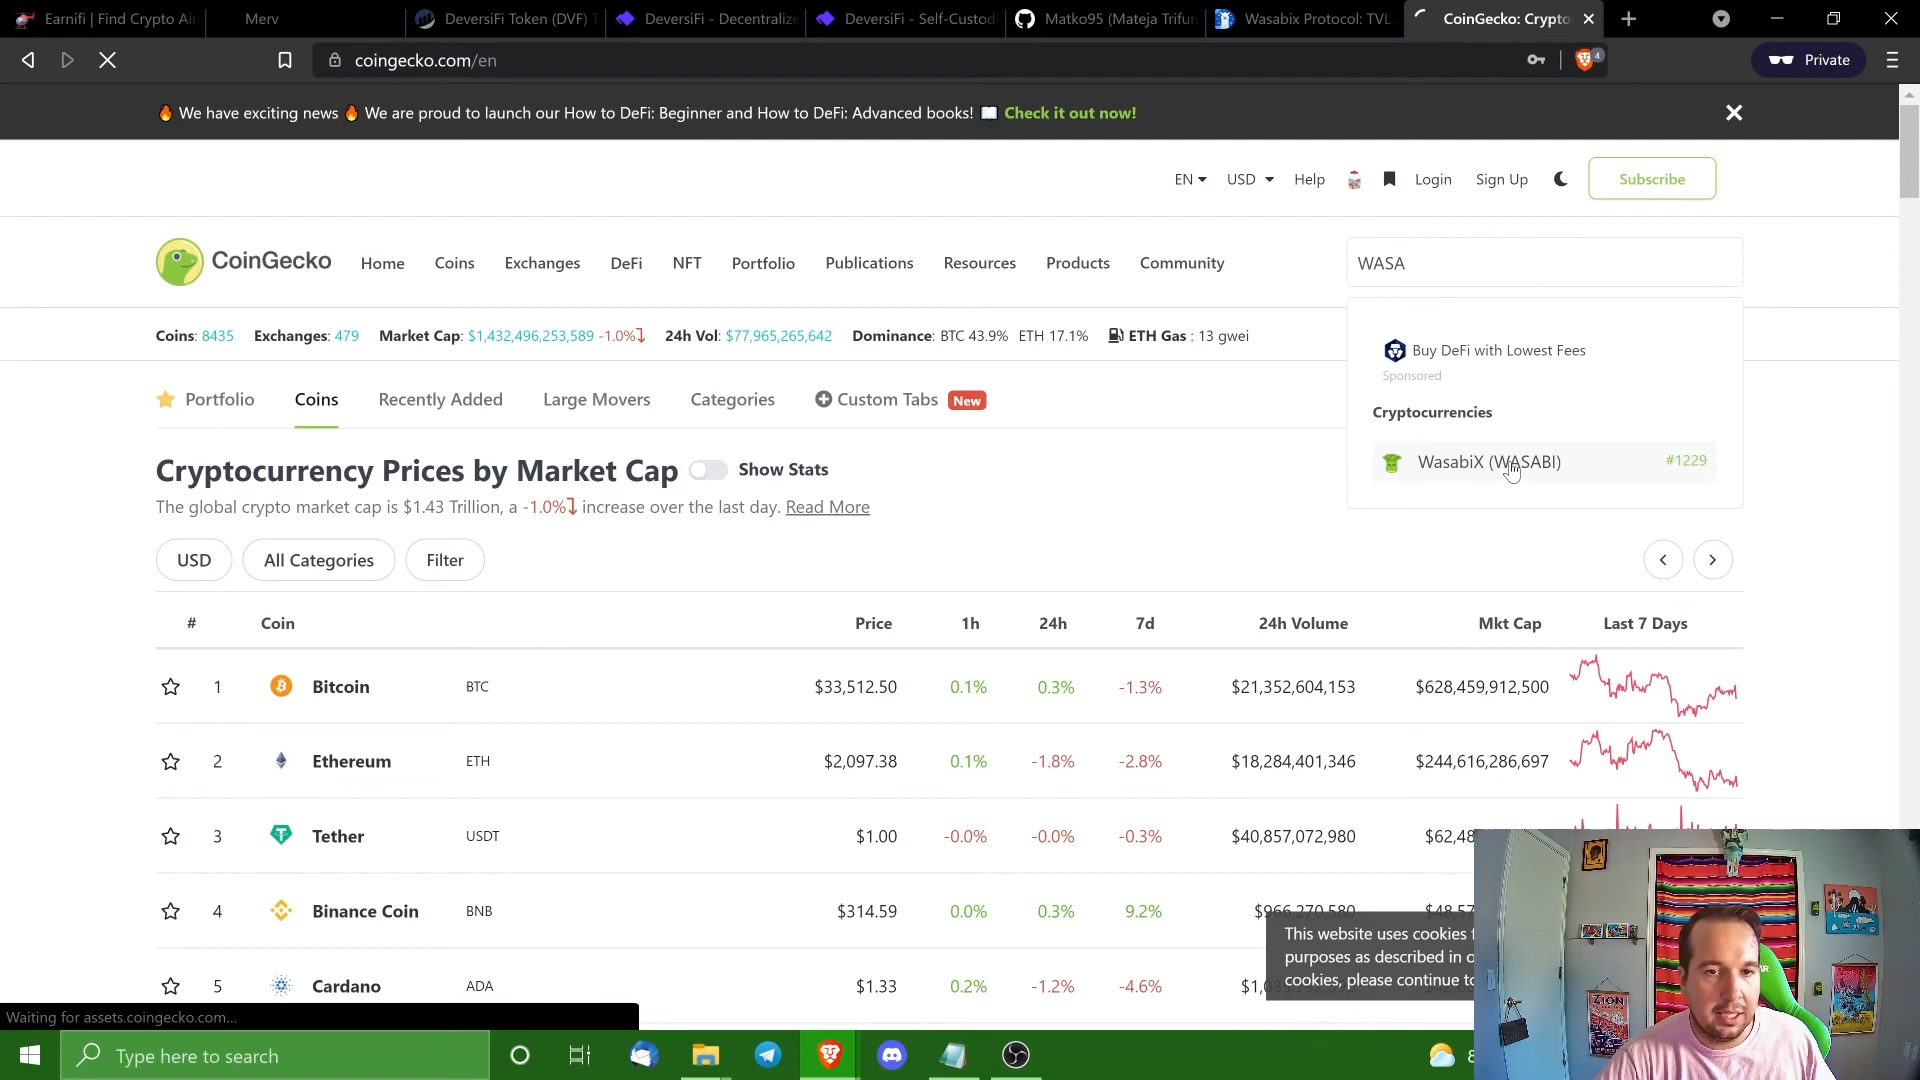 Earnifi | Find Crypto Air
Merv
DeversiFi Token (DVF) T
DeversiFi - Decentralize
DeversiFi - Self-Custod
Matko95 (Mateja Trifun
Wasabix Protocol: TVL
CoinGecko: Crypto
coingecko.com/en
4
Private
🔥 We have exciting news 🔥 We are proud to launch our How to DeFi: Beginner and How to DeFi: Advanced books! 📖 Check it out now!
EN
USD
Help
Login
Sign Up
Subscribe
CoinGecko
Home
Coins
Exchanges
DeFi
NFT
Portfolio
Publications
Resources
Products
Community
WASA
Coins: 8435 Exchanges: 479 Market Cap: $1,432,496,253,589 -1.0% 24h Vol: $77,965,265,642 Dominance: BTC 43.9% ETH 17.1% ETH Gas : 13 gwei
Buy DeFi with Lowest Fees
Sponsored
Cryptocurrencies
WasabiX (WASABI) #1229
Portfolio
Coins
Recently Added
Large Movers
Categories
Custom Tabs New
Cryptocurrency Prices by Market Cap
Show Stats
The global crypto market cap is $1.43 Trillion, a -1.0% increase over the last day. Read More
USD
All Categories
Filter
# Coin Price 1h 24h 7d 24h Volume Mkt Cap Last 7 Days
1 Bitcoin BTC $33,512.50 0.1% 0.3% -1.3% $21,352,604,153 $628,459,912,500
2 Ethereum ETH $2,097.38 0.1% -1.8% -2.8% $18,284,401,346 $244,616,286,697
3 Tether USDT $1.00 -0.0% -0.0% -0.3% $40,857,072,980 $62,48
4 Binance Coin BNB $314.59 0.0% 0.3% 9.2% $966,270,580 $48,57
5 Cardano ADA $1.33 0.2% -1.2% -4.6%
This website uses cookies
purposes as described in
cookies, please continue to
Waiting for assets.coingecko.com...
Type here to search
ZION